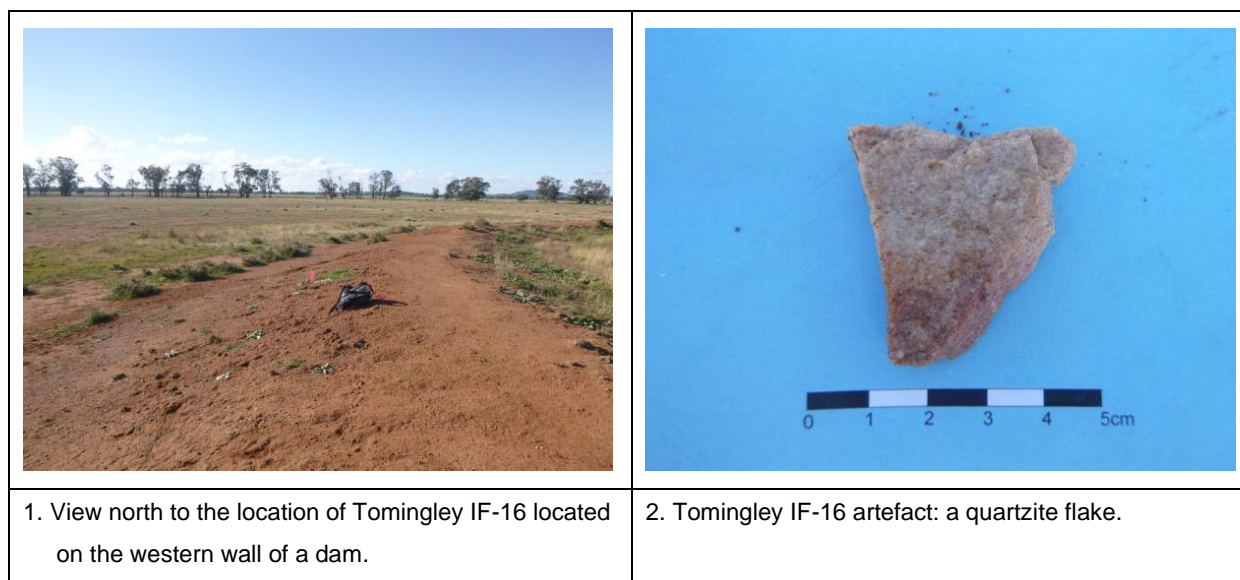 0 1 2 3 4 5cm
1. View north to the location of Tomingley IF-16 located
on the western wall of a dam.
2. Tomingley IF-16 artefact: a quartzite flake.